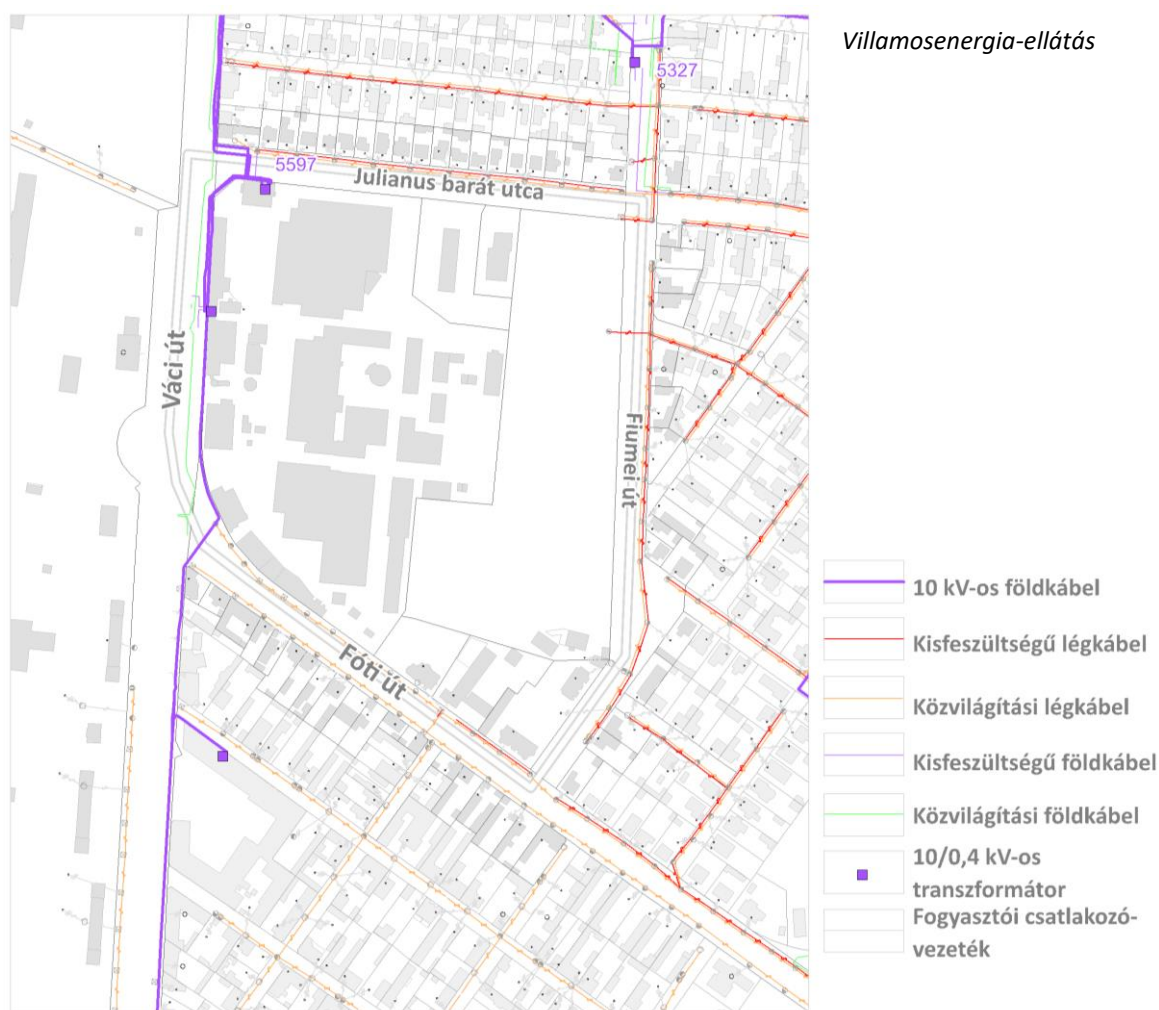 Villamosenergia-ellátás
5327
5597
Julianus barát utca
Váci út
Fiumei út
Fóti út
10 kV-os földkábel
Kisfeszültségű légkábel
Közvilágítási légkábel
Kisfeszültségű földkábel
Közvilágítási földkábel
10/0,4 kV-os
transzformátor
Fogyasztói csatlakozó-
vezeték